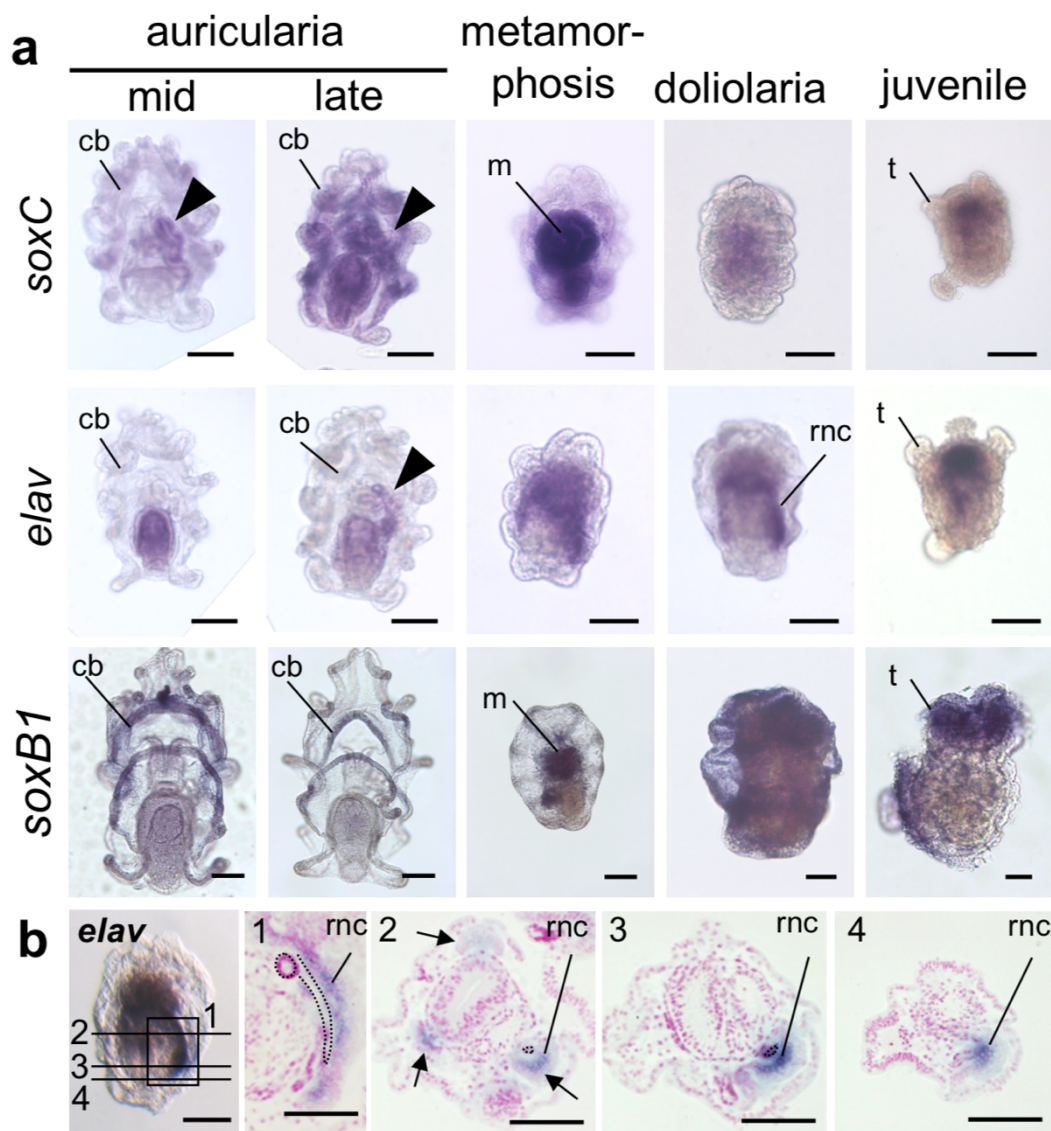 a
auricularia
metamor-
phosis
mid
late
doliolaria
juvenile
soxC
cb
cb
m
t
elav
cb
cb
rnc
t
soxB1
cb
cb
m
t
b
elav
1
2
3
4
1
rnc
2
rnc
3
rnc
4
rnc